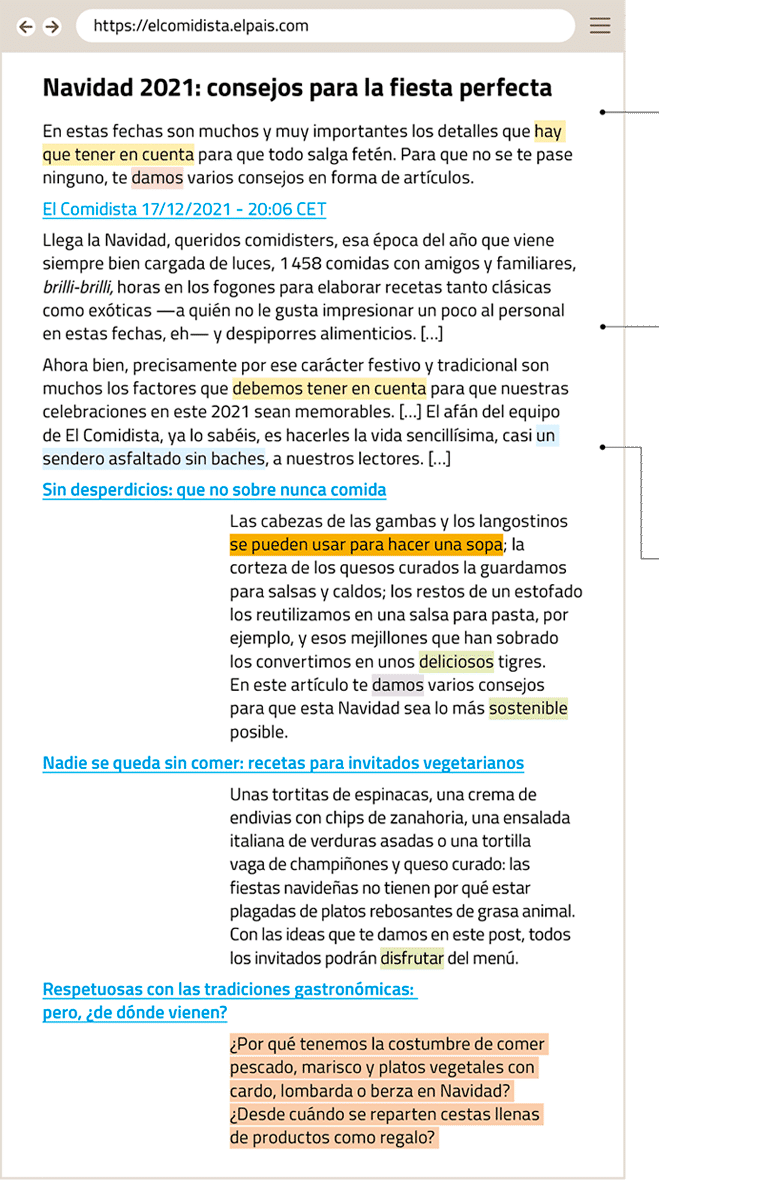 https://elcomidista.elpais.com
Navidad 2021: consejos para la fiesta perfecta
En estas fechas son muchos y muy importantes los detalles que hay
que tener en cuenta para que todo salga fetén. Para que no se te pase
ninguno, te damos varios consejos en forma de artículos.
El Comidista 17/12/2021 - 20:06 CET
Llega la Navidad, queridos comidisters, esa época del año que viene
siempre bien cargada de luces, 1 458 comidas con amigos y familiares,
brilli-brilli, horas en los fogones para elaborar recetas tanto clásicas
como exóticas —a quién no le gusta impresionar un poco al personal
en estas fechas, eh— y despiporres alimenticios. [...]
Ahora bien, precisamente por ese carácter festivo y tradicional son
muchos los factores que debemos tener en cuenta para que nuestras
celebraciones en este 2021 sean memorables. [...] El afán del equipo
de El Comidista, ya lo sabéis, es hacerles la vida sencillísima, casi un
sendero asfaltado sin baches, a nuestros lectores. [...]
Sin desperdicios: que no sobre nunca comida
Las cabezas de las gambas y los langostinos
se pueden usar para hacer una sopa; la
corteza de los quesos curados la guardamos
para salsas y caldos; los restos de un estofado
los reutilizamos en una salsa para pasta, por
ejemplo, y esos mejillones que han sobrado
los convertimos en unos deliciosos tigres.
En este artículo te damos varios consejos
para que esta Navidad sea lo más sostenible
posible.
Nadie se queda sin comer: recetas para invitados vegetarianos
Unas tortitas de espinacas, una crema de
endivias con chips de zanahoria, una ensalada
italiana de verduras asadas o una tortilla
vaga de champiñones y queso curado: las
fiestas navideñas no tienen por qué estar
plagadas de platos rebosantes de grasa animal.
Con las ideas que te damos en este post, todos
los invitados podrán disfrutar del menú.
Respetuosas con las tradiciones gastronómicas:
pero, ¿de dónde vienen?
¿Por qué tenemos la costumbre de comer
pescado, marisco y platos vegetales con
cardo, lombarda o berza en Navidad?
¿Desde cuándo se reparten cestas llenas
de productos como regalo?